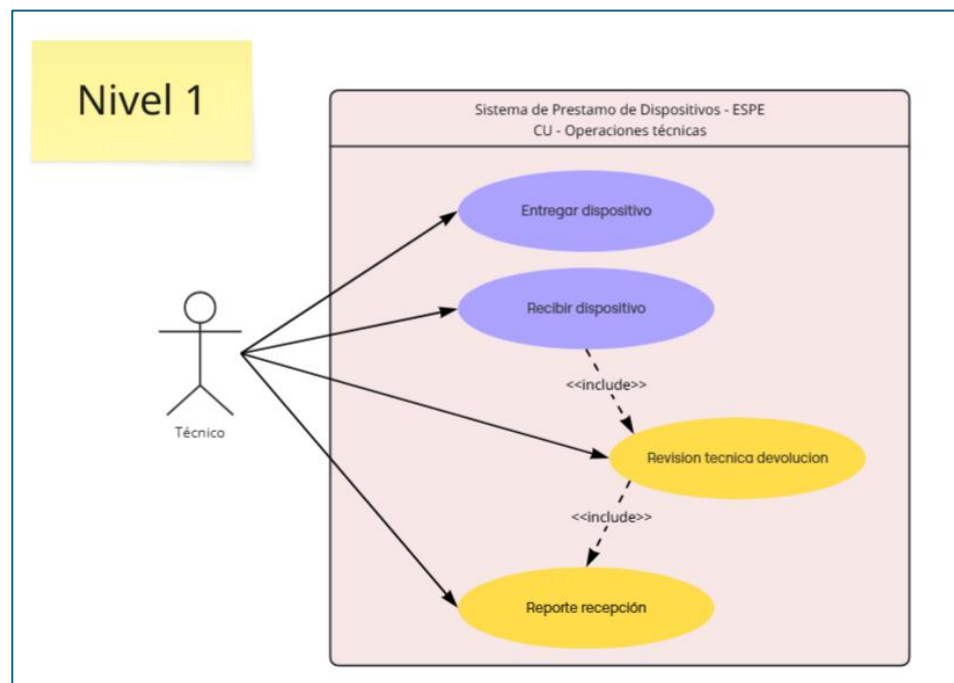 Nivel 1
Sistema de Prestamo de Dispositivos - ESPE
CU - Operaciones técnicas
Entregar dispositivo
Recibir dispositivo
<<include>>
Técnico
Revision tecnica devolucion
<<include>>
Reporte recepción